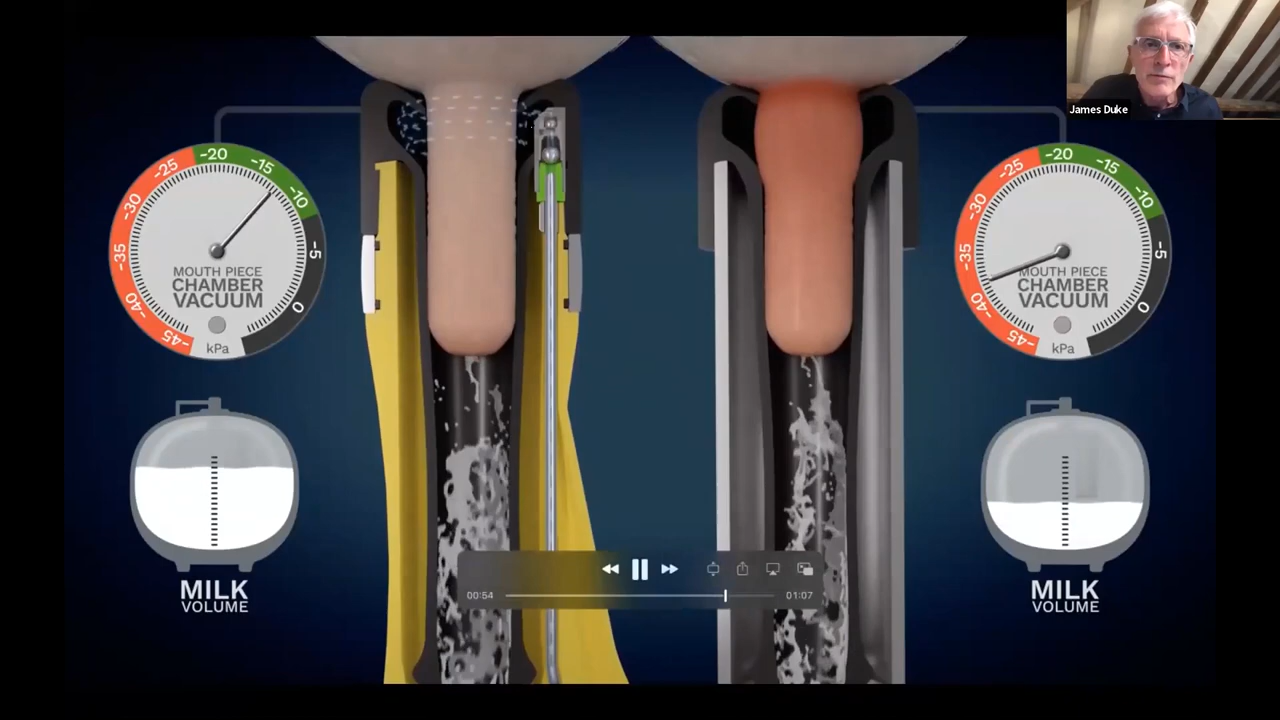 James Duke
-45
-40
-35
-30
-25
-20
-15
-10
-5
0
MOUTH PIECE
CHAMBER
VACUUM
kPa
-45
-40
-35
-30
-25
-20
-15
-10
-5
0
MOUTH PIECE
CHAMBER
VACUUM
kPa
MILK
VOLUME
MILK
VOLUME
00:54
01:07